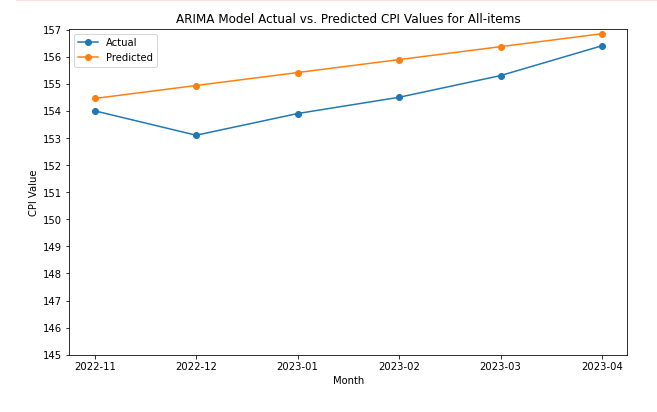 ARIMA Model Actual vs. Predicted CPI Values for All-items
Actual
Predicted
CPI Value
157
156
155
154
153
152
151
150
149
148
147
146
145
2022-11 2022-12 2023-01 2023-02 2023-03 2023-04
Month